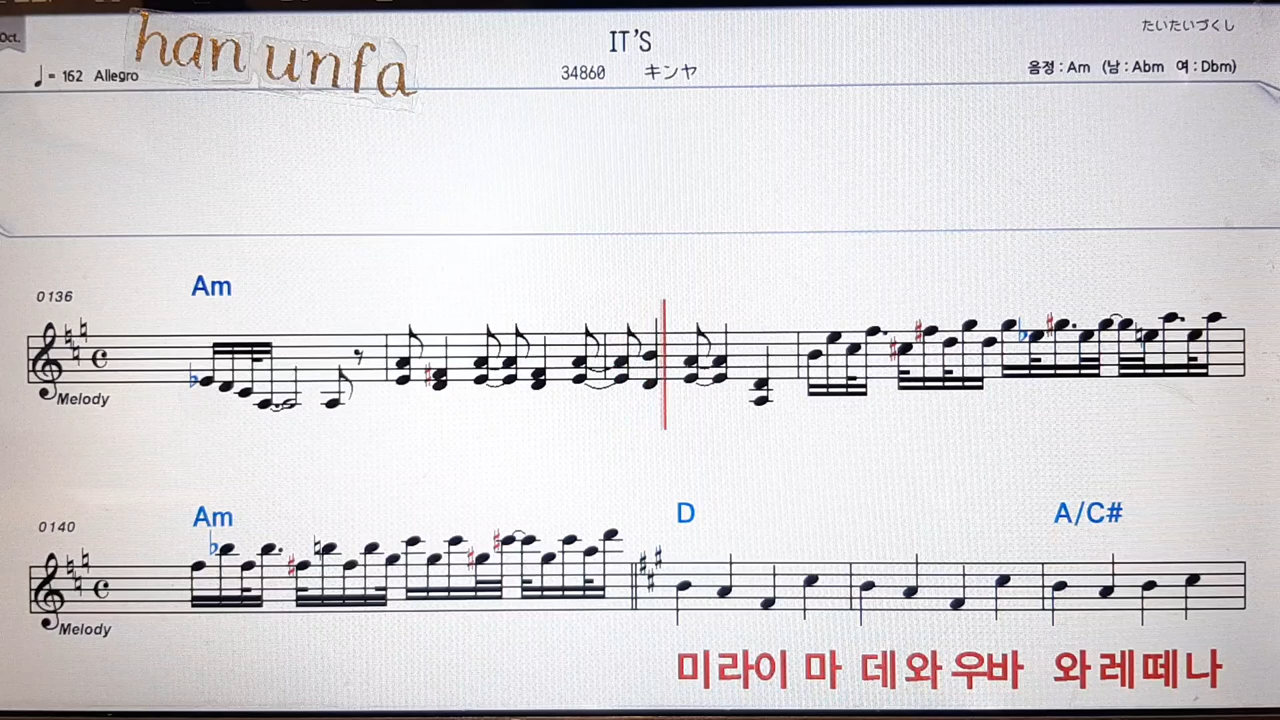 Oct.
han unfa
IT'S
たいたいづくし
♩= 162 Allegro
34860 キンヤ
음정 : Am (남 : Abm 여 : Dbm)
Am
0136
Melody
Am D A/C#
0140
Melody
미 라이 마 데 와 우바 와 레 떼 나